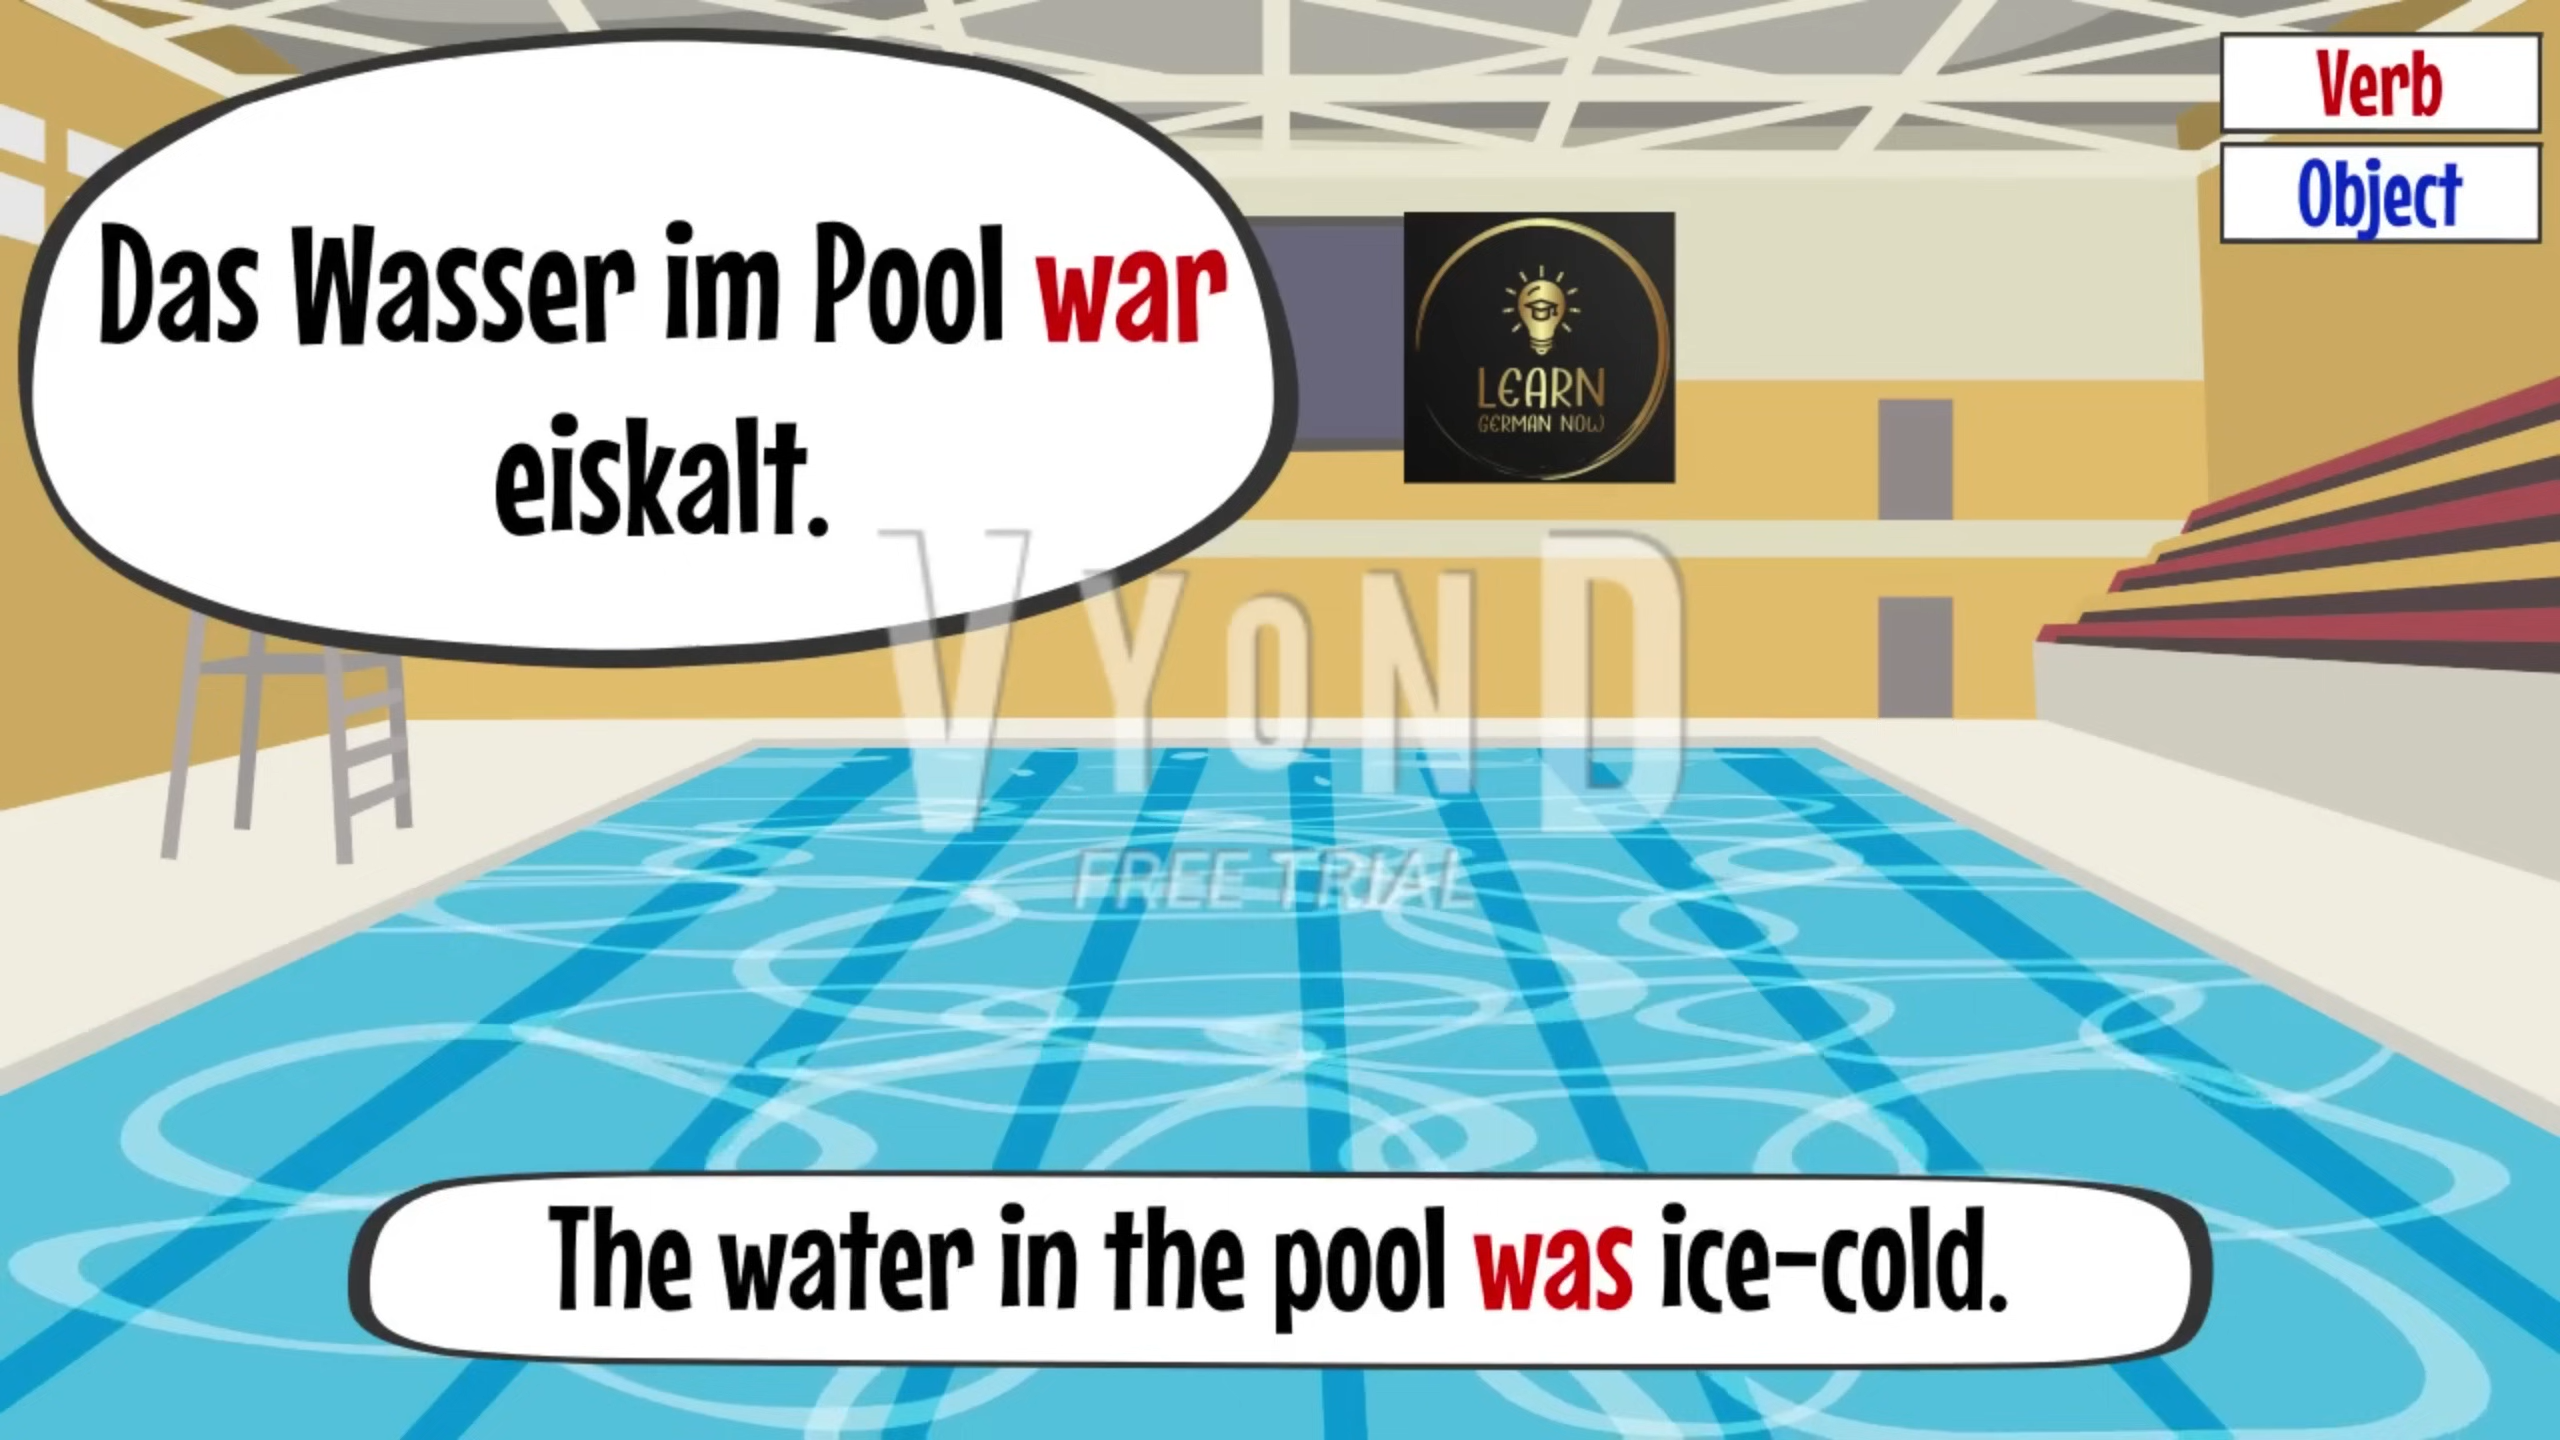 Verb
Object
Das Wasser im Pool war
eiskalt.
LEARN
GERMAN NOW
VYOND
FREE TRIAL
The water in the pool was ice-cold.